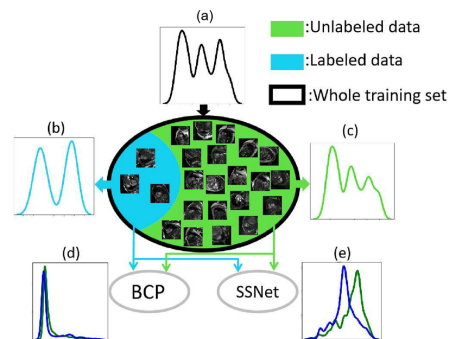 (a)
:Unlabeled data
:Labeled data
:Whole training set
(b)
(c)
(d)
(e)
BCP
SSNet